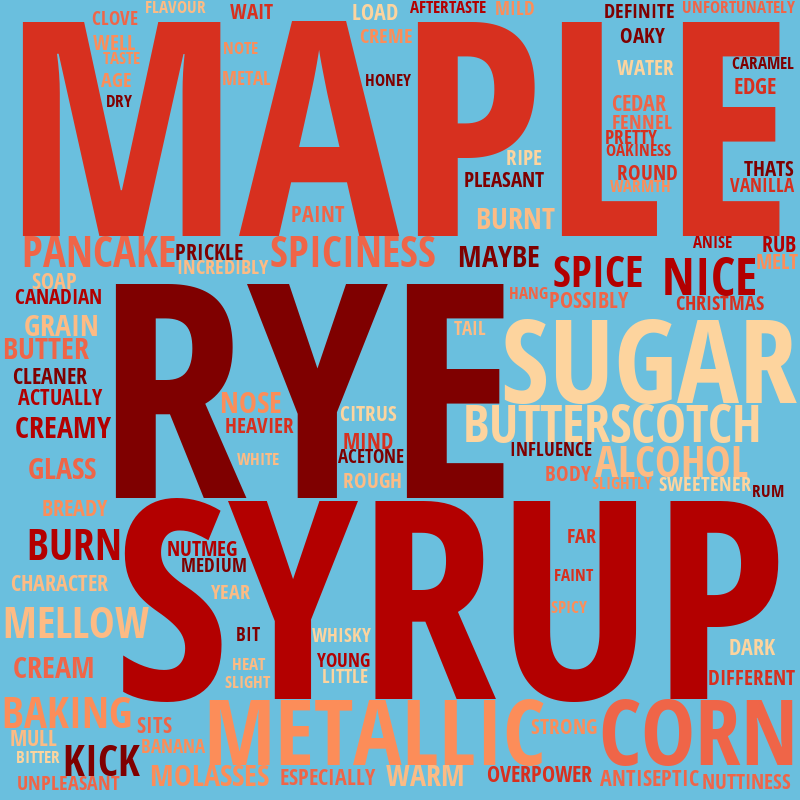 FLAVOUR
CLOVE
WAIT
LOAD
AFTERTASTE
MILD
DEFINITE
UNFORTUNATELY
MAPLE
WELL
TASTE
NOTE
CREME
OAKY
AGE
METAL
HONEY
WATER
CARAMEL
DRY
EDGE
CEDAR
FENNEL
PRETTY
OAKINESS
RIPE
PLEASANT
ROUND
THATS
WARMTH
VANILLA
PAINT
BURNT
PANCAKE
PRICKLE
SPICINESS
MAYBE
ANISE
RUB
INCREDIBLY
SPICE
NICE
MELT
SOAP
CANADIAN
HANG
POSSIBLY
CHRISTMAS
GRAIN
RYE
TAIL
SUGAR
BUTTER
CLEANER
ACTUALLY
NOSE
CITRUS
BUTTERSCOTCH
CREAMY
HEAVIER
MIND
INFLUENCE
GLASS
WHITE
ACETONE
ALCOHOL
ROUGH
BODY
SLIGHTLY
SWEETENER
RUM
BREADY
SYRUP
BURN
NUTMEG
MEDIUM
FAR
FAINT
CHARACTER
YEAR
SPICY
MELLOW
BIT
WHISKY
DARK
CREAM
HEAT
YOUNG
SLIGHT
LITTLE
DIFFERENT
BAKING
SITS
METALLIC
STRONG
CORN
MULL
BANANA
BITTER
KICK
UNPLEASANT
MOLASSES
ESPECIALLY
WARM
OVERPOWER
ANTISEPTIC
NUTTINESS